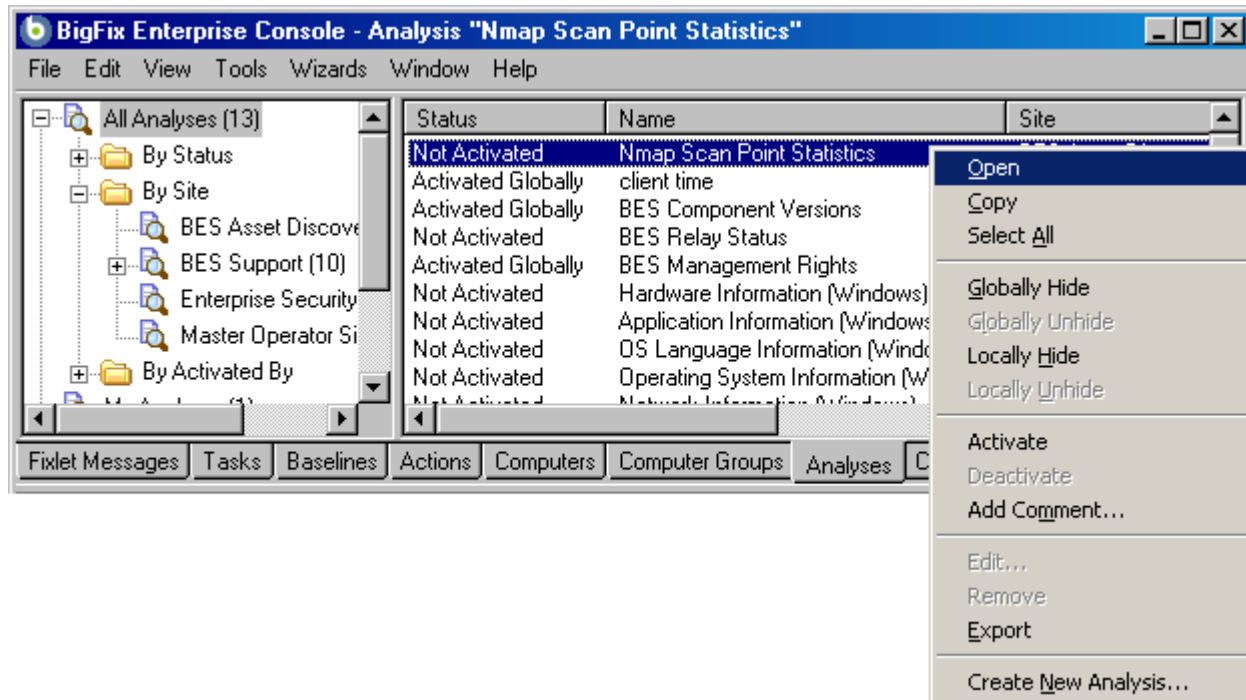 BigFix Enterprise Console - Analysis "Nmap Scan Point Statistics"
File Edit View Tools Wizards Window Help
All Analyses (13)
By Status
By Site
BES Asset Discove
BES Support (10)
Enterprise Security
Master Operator Si
By Activated By
Status Name Site
Not Activated Nmap Scan Point Statistics
Activated Globally client time
Activated Globally BES Component Versions
Not Activated BES Relay Status
Activated Globally BES Management Rights
Not Activated Hardware Information (Windows)
Not Activated Application Information (Windows
Not Activated OS Language Information (Windo
Not Activated Operating System Information (W
Fixlet Messages Tasks Baselines Actions Computers Computer Groups Analyses C
Open
Copy
Select All
Globally Hide
Globally Unhide
Locally Hide
Locally Unhide
Activate
Deactivate
Add Comment...
Edit...
Remove
Export
Create New Analysis...